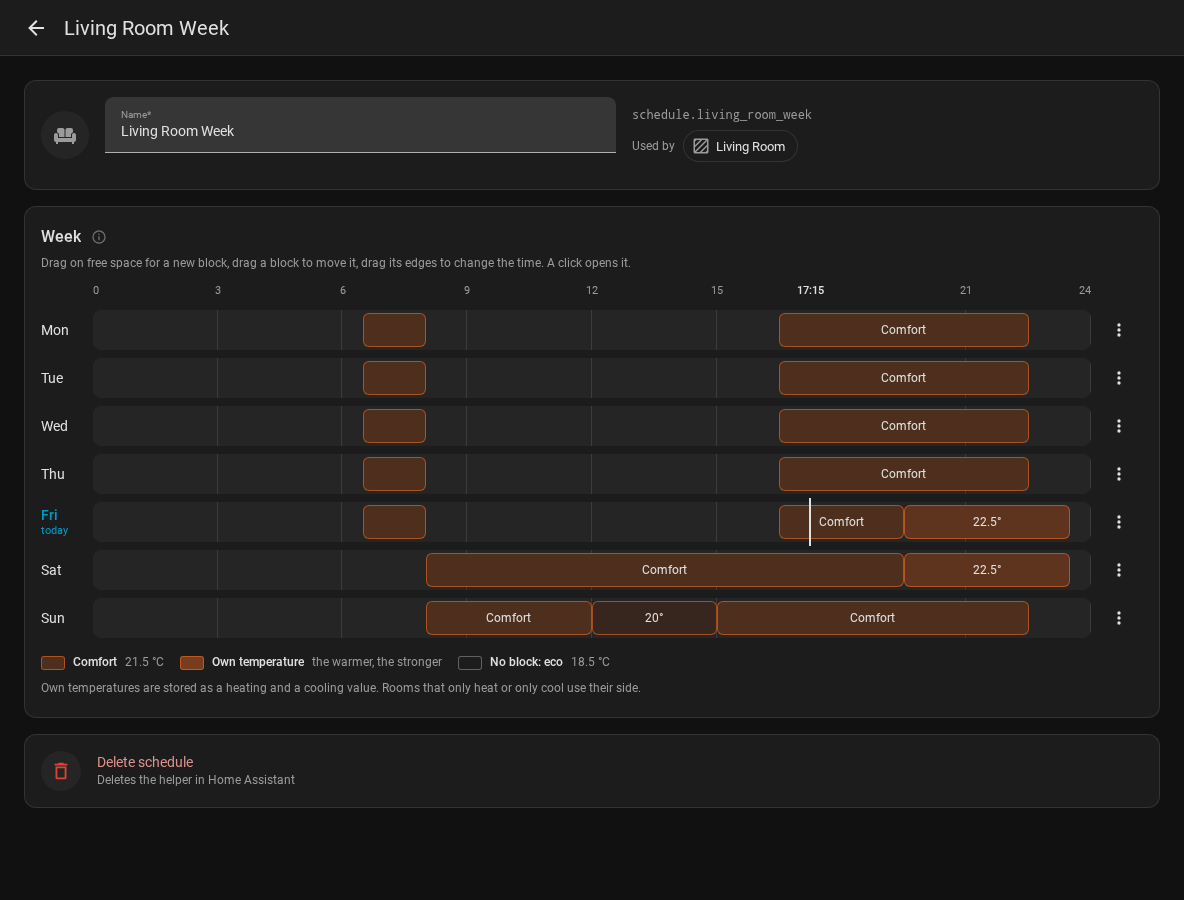 Living Room Week
Name*
Living Room Week
schedule.living_room_week
Used by Living Room
Week
Drag on free space for a new block, drag a block to move it, drag its edges to change the time. A click opens it.
0 3 6 9 12 15 17:15 21 24
Mon Comfort
Tue Comfort
Wed Comfort
Thu Comfort
Fri Comfort 22.5°
today
Sat Comfort 22.5°
Sun Comfort 20° Comfort
Comfort 21.5 °C Own temperature the warmer, the stronger No block: eco 18.5 °C
Own temperatures are stored as a heating and a cooling value. Rooms that only heat or only cool use their side.
Delete schedule
Deletes the helper in Home Assistant